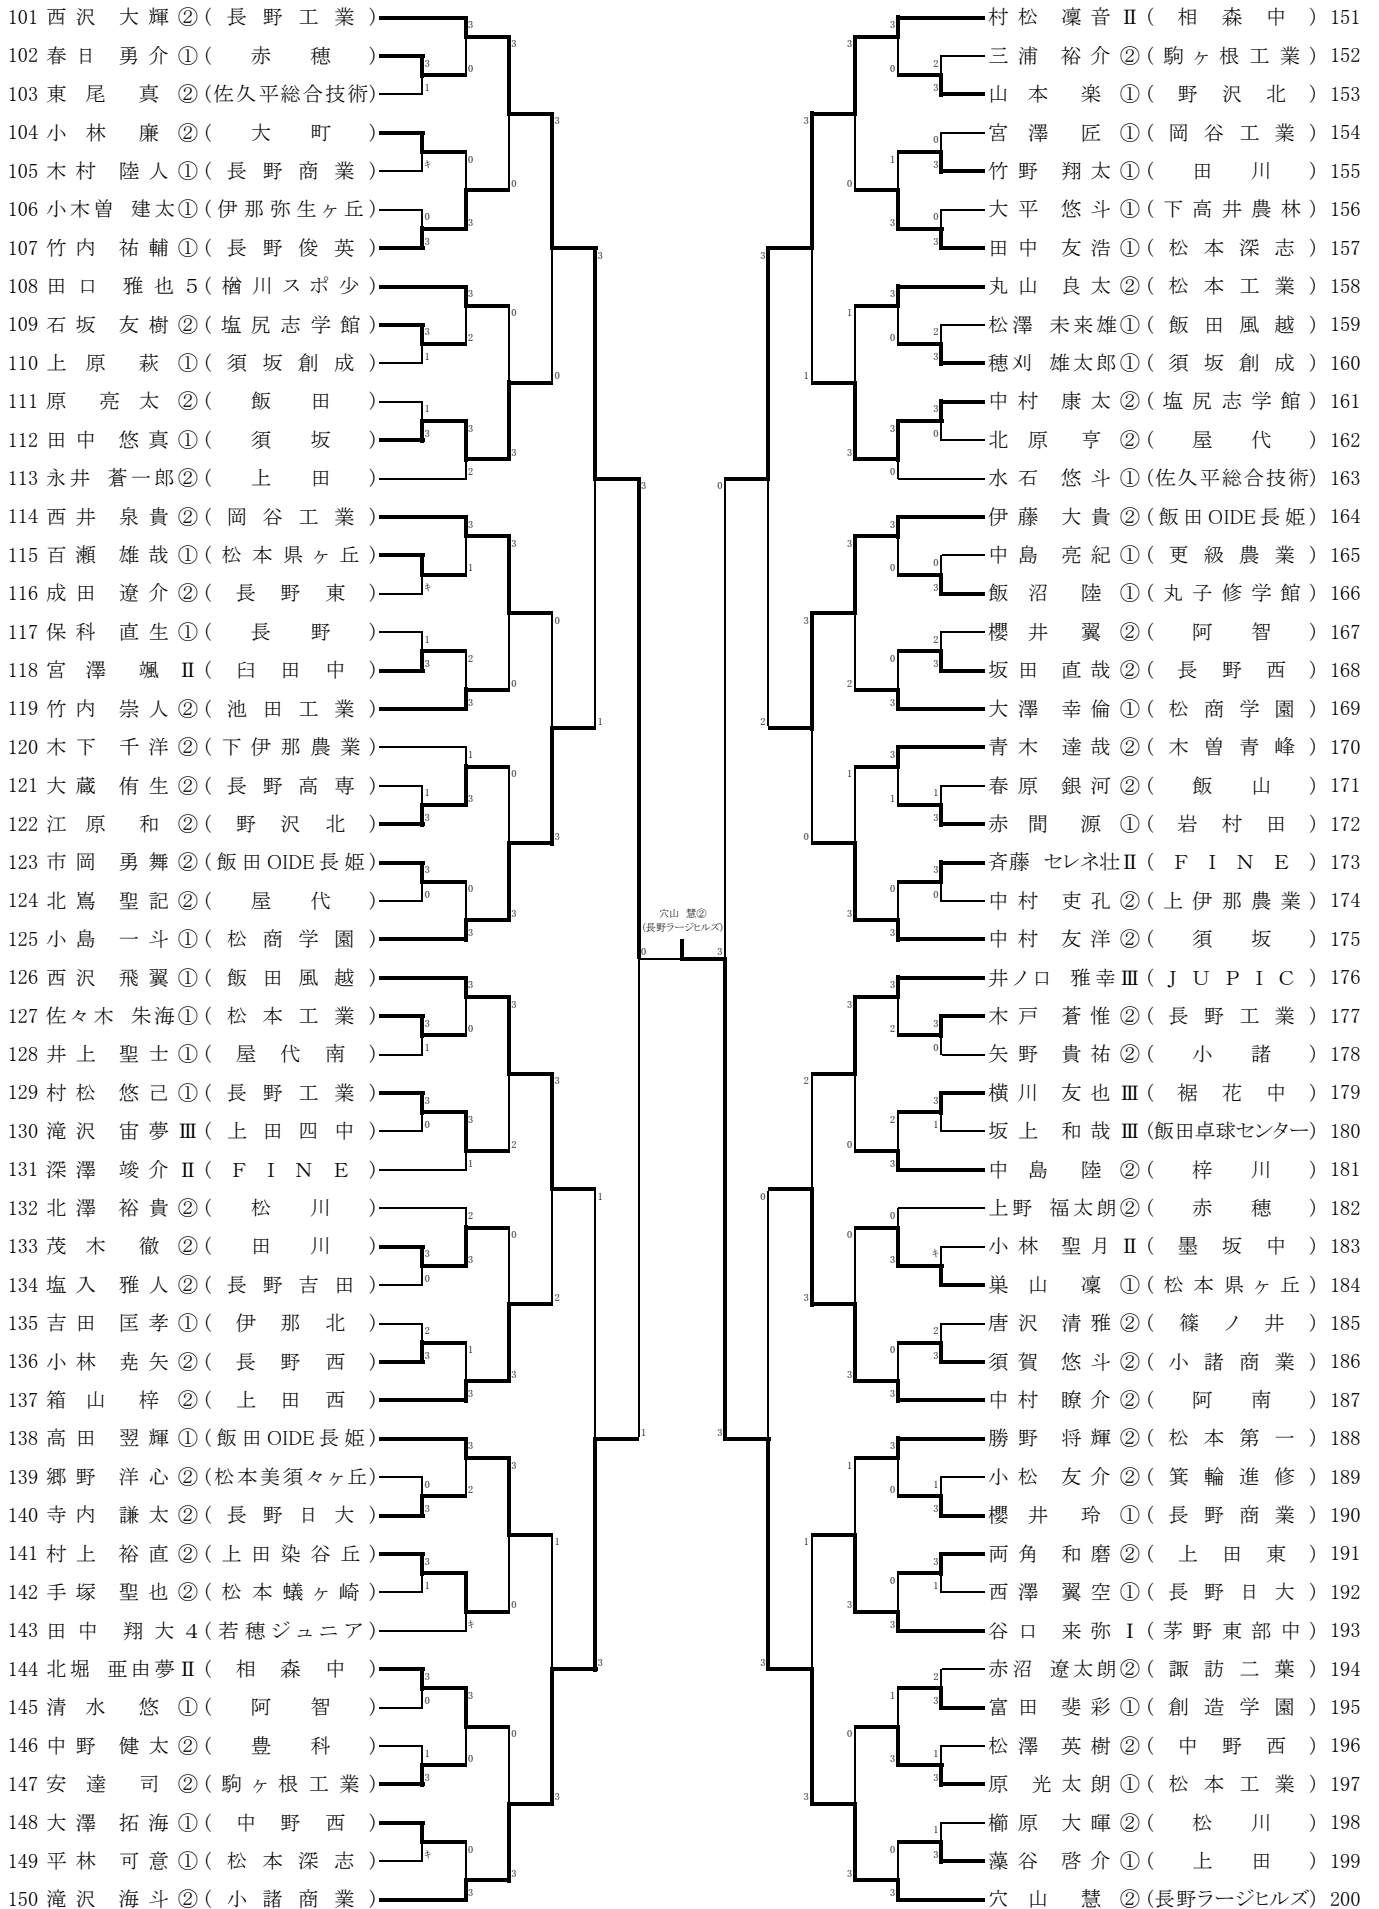 101 西沢 大輝 ② ( 長野工業 )
102 春日 勇介 ① ( 赤穂 )
103 東尾 真 ② (佐久平総合技術)
104 小林 廉 ② ( 大町 )
105 木村 陸人 ① ( 長野商業 )
106 小木曽 建太 ① (伊那弥生ヶ丘)
107 竹内 祐輔 ① ( 長野俊英 )
108 田口 雅也 5 ( 楢川スポ少 )
109 石坂 友樹 ② ( 塩尻志学館 )
110 上原 萩 ① ( 須坂創成 )
111 原 亮太 ② ( 飯田 )
112 田中 悠真 ① ( 須坂 )
113 永井 蒼一郎 ② ( 上田 )
114 西井 泉貴 ② ( 岡谷工業 )
115 百瀬 雄哉 ① ( 松本県ヶ丘 )
116 成田 遼介 ② ( 長野東 )
117 保科 直生 ① ( 長野 )
118 宮澤 颯 Ⅱ ( 臼田中 )
119 竹内 崇人 ② ( 池田工業 )
120 木下 千洋 ② ( 下伊那農業 )
121 大蔵 侑生 ② ( 長野高専 )
122 江原 和 ② ( 野沢北 )
123 市岡 勇舞 ② (飯田OIDE長姫)
124 北嶌 聖記 ② ( 屋代 )
125 小島 一斗 ① ( 松商学園 )
126 西沢 飛翼 ① ( 飯田風越 )
127 佐々木 朱海 ① ( 松本工業 )
128 井上 聖士 ① ( 屋代南 )
129 村松 悠己 ① ( 長野工業 )
130 滝沢 宙夢 Ⅲ ( 上田四中 )
131 深澤 竣介 Ⅱ ( FINE )
132 北澤 裕貴 ② ( 松川 )
133 茂木 徹 ② ( 田川 )
134 塩入 雅人 ② ( 長野吉田 )
135 吉田 匡孝 ① ( 伊那北 )
136 小林 尭矢 ② ( 長野西 )
137 箱山 梓 ② ( 上田西 )
138 高田 翌輝 ① (飯田OIDE長姫)
139 郷野 洋心 ② (松本美須々ヶ丘)
140 寺内 謙太 ② ( 長野日大 )
141 村上 裕直 ② ( 上田染谷丘 )
142 手塚 聖也 ② ( 松本蟻ヶ崎 )
143 田中 翔大 4 (若穂ジュニア)
144 北堀 亜由夢 Ⅱ ( 相森中 )
145 清水 悠 ① ( 阿智 )
146 中野 健太 ② ( 豊科 )
147 安達 司 ② ( 駒ヶ根工業 )
148 大澤 拓海 ① ( 中野西 )
149 平林 可意 ① ( 松本深志 )
150 滝沢 海斗 ② ( 小諸商業 )
穴山 慧②
(長野ラージヒルズ)
村松 凜音 Ⅱ ( 相森中 ) 151
三浦 裕介 ② ( 駒ヶ根工業 ) 152
山本 楽 ① ( 野沢北 ) 153
宮澤 匠 ① ( 岡谷工業 ) 154
竹野 翔太 ① ( 田川 ) 155
大平 悠斗 ① ( 下高井農林 ) 156
田中 友浩 ① ( 松本深志 ) 157
丸山 良太 ② ( 松本工業 ) 158
松澤 未来雄 ① ( 飯田風越 ) 159
穂刈 雄太郎 ① ( 須坂創成 ) 160
中村 康太 ② ( 塩尻志学館 ) 161
北原 亨 ② ( 屋代 ) 162
水石 悠斗 ① (佐久平総合技術) 163
伊藤 大貴 ② (飯田OIDE長姫) 164
中島 亮紀 ① ( 更級農業 ) 165
飯沼 陸 ① ( 丸子修学館 ) 166
櫻井 翼 ② ( 阿智 ) 167
坂田 直哉 ② ( 長野西 ) 168
大澤 幸倫 ① ( 松商学園 ) 169
青木 達哉 ② ( 木曽青峰 ) 170
春原 銀河 ② ( 飯山 ) 171
赤間 源 ① ( 岩村田 ) 172
斉藤 セレネ壮 Ⅱ ( FINE ) 173
中村 吏孔 ② ( 上伊那農業 ) 174
中村 友洋 ② ( 須坂 ) 175
井ノ口 雅幸 Ⅲ ( JUPIC ) 176
木戸 蒼惟 ② ( 長野工業 ) 177
矢野 貴祐 ② ( 小諸 ) 178
横川 友也 Ⅲ ( 裾花中 ) 179
坂上 和哉 Ⅲ (飯田卓球センター) 180
中島 陸 ② ( 梓川 ) 181
上野 福太朗 ② ( 赤穂 ) 182
小林 聖月 Ⅱ ( 墨坂中 ) 183
巣山 凜 ① ( 松本県ヶ丘 ) 184
唐沢 清雅 ② ( 篠ノ井 ) 185
須賀 悠斗 ② ( 小諸商業 ) 186
中村 瞭介 ② ( 阿南 ) 187
勝野 将輝 ② ( 松本第一 ) 188
小松 友介 ② ( 箕輪進修 ) 189
櫻井 玲 ① ( 長野商業 ) 190
両角 和磨 ② ( 上田東 ) 191
西澤 翼空 ① ( 長野日大 ) 192
谷口 来弥 Ⅰ ( 茅野東部中 ) 193
赤沼 遼太朗 ② ( 諏訪二葉 ) 194
富田 斐彩 ① ( 創造学園 ) 195
松澤 英樹 ② ( 中野西 ) 196
原 光太朗 ① ( 松本工業 ) 197
櫛原 大暉 ② ( 松川 ) 198
藻谷 啓介 ① ( 上田 ) 199
穴山 慧 ② (長野ラージヒルズ) 200